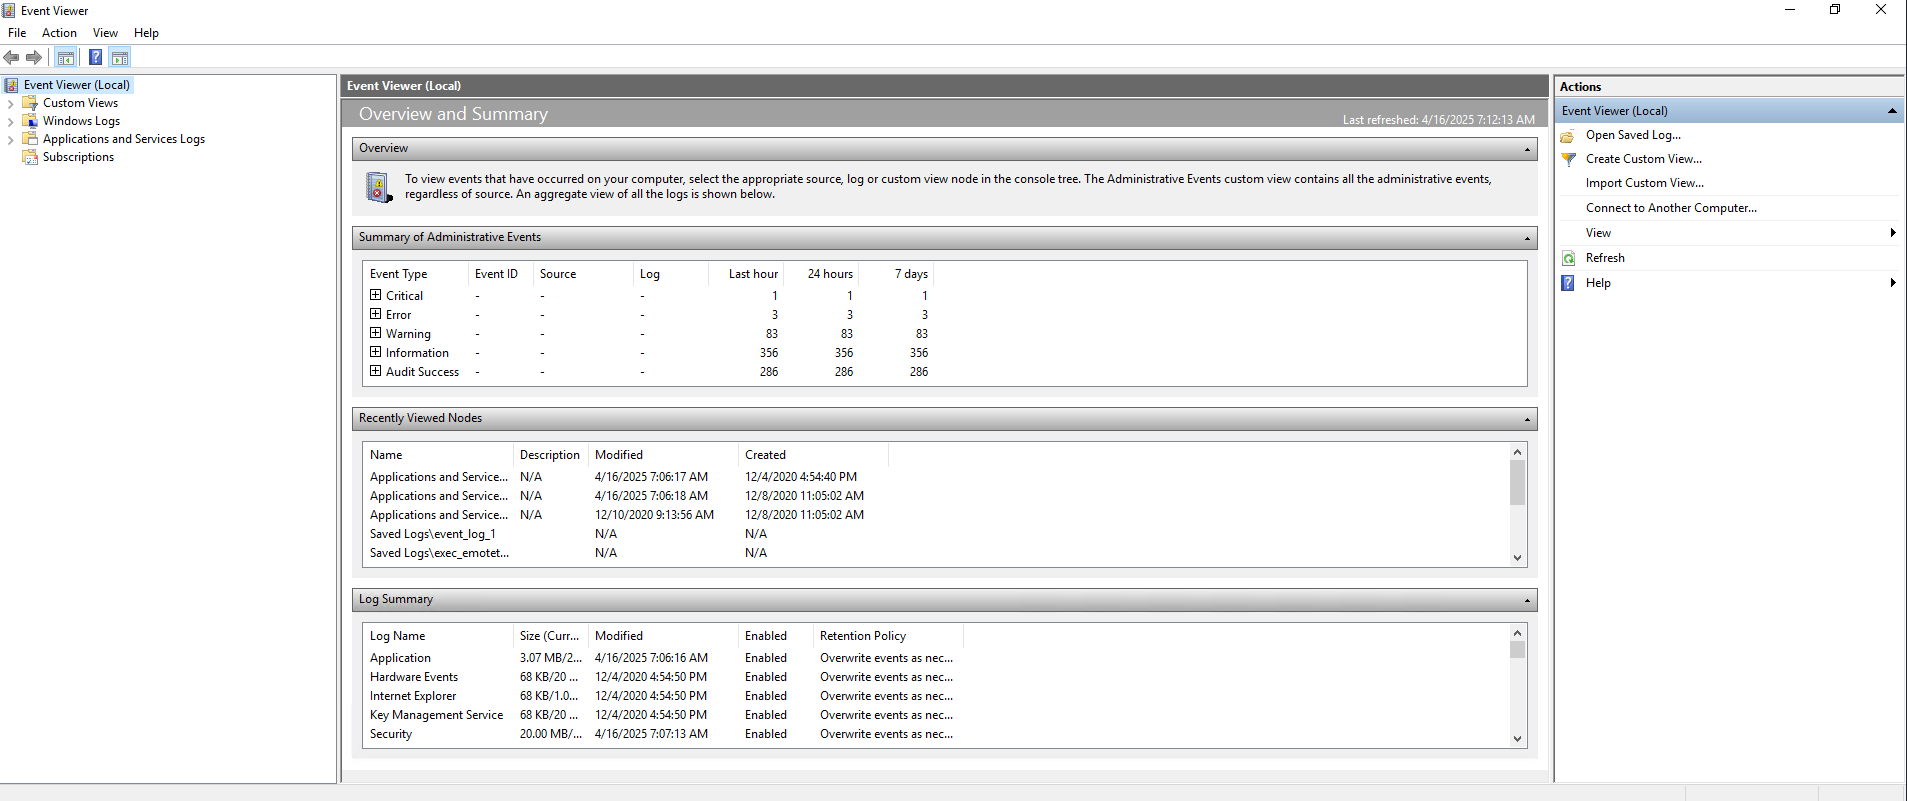 Event Viewer
File Action View Help
Event Viewer (Local)
Custom Views
Windows Logs
Applications and Services Logs
Subscriptions
Event Viewer (Local)
Overview and Summary
Last refreshed: 4/16/2025 7:12:13 AM
Overview
To view events that have occurred on your computer, select the appropriate source, log or custom view node in the console tree. The Administrative Events custom view contains all the administrative events,
regardless of source. An aggregate view of all the logs is shown below.
Summary of Administrative Events
Event Type Event ID Source Log Last hour 24 hours 7 days
Critical - - - 1 1 1
Error - - - 3 3 3
Warning - - - 83 83 83
Information - - - 356 356 356
Audit Success - - - 286 286 286
Recently Viewed Nodes
Name Description Modified Created
Applications and Service... N/A 4/16/2025 7:06:17 AM 12/4/2020 4:54:40 PM
Applications and Service... N/A 4/16/2025 7:06:18 AM 12/8/2020 11:05:02 AM
Applications and Service... N/A 12/10/2020 9:13:56 AM 12/8/2020 11:05:02 AM
Saved Logs\event_log_1 N/A N/A
Saved Logs\exec_emotet... N/A N/A
Log Summary
Log Name Size (Curr... Modified Enabled Retention Policy
Application 3.07 MB/2... 4/16/2025 7:06:16 AM Enabled Overwrite events as nec...
Hardware Events 68 KB/20 ... 12/4/2020 4:54:50 PM Enabled Overwrite events as nec...
Internet Explorer 68 KB/1.0... 12/4/2020 4:54:50 PM Enabled Overwrite events as nec...
Key Management Service 68 KB/20 ... 12/4/2020 4:54:50 PM Enabled Overwrite events as nec...
Security 20.00 MB/... 4/16/2025 7:07:13 AM Enabled Overwrite events as nec...
Actions
Event Viewer (Local)
Open Saved Log...
Create Custom View...
Import Custom View...
Connect to Another Computer...
View
Refresh
Help